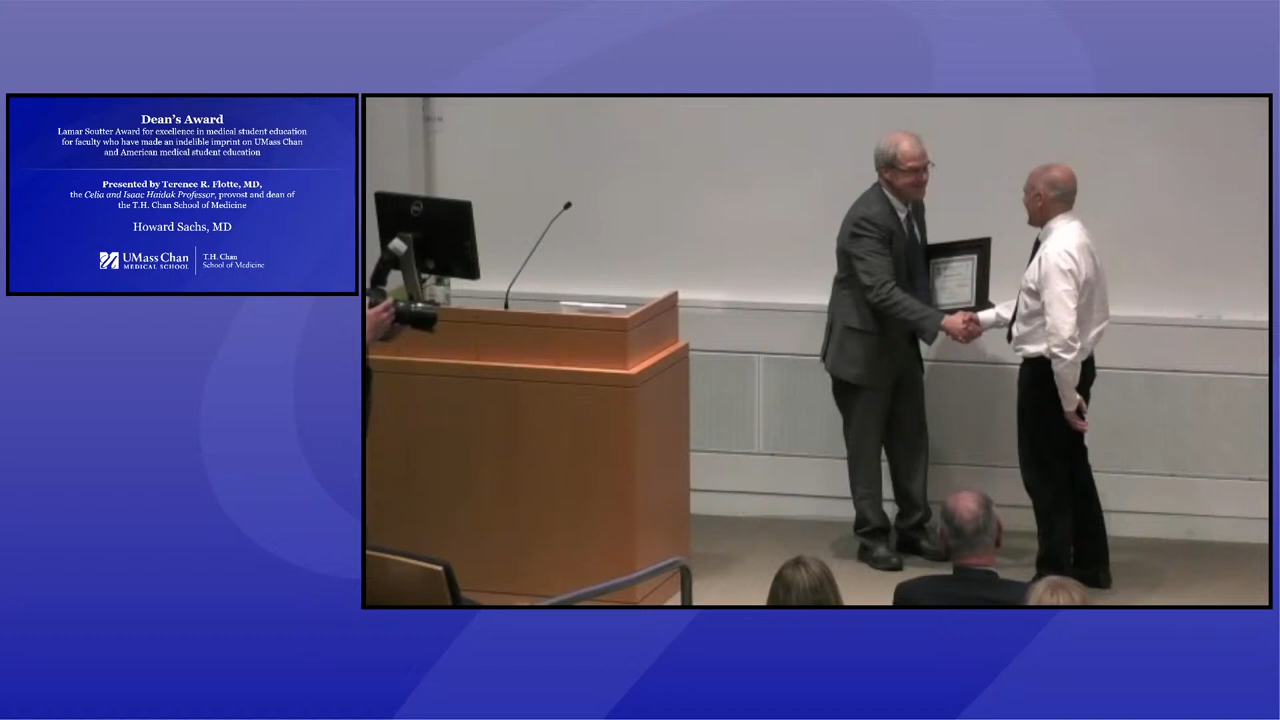 Dean's Award
Lamar Soutter Award for excellence in medical student education
for faculty who have made an indelible imprint on UMass Chan
and American medical student education
Presented by Terence R. Flotte, MD,
the Celia and Isaac Haidak Professor, provost and dean of
the T.H. Chan School of Medicine
Howard Sachs, MD
UMass Chan
MEDICAL SCHOOL
T.H. Chan
School of Medicine
DELL